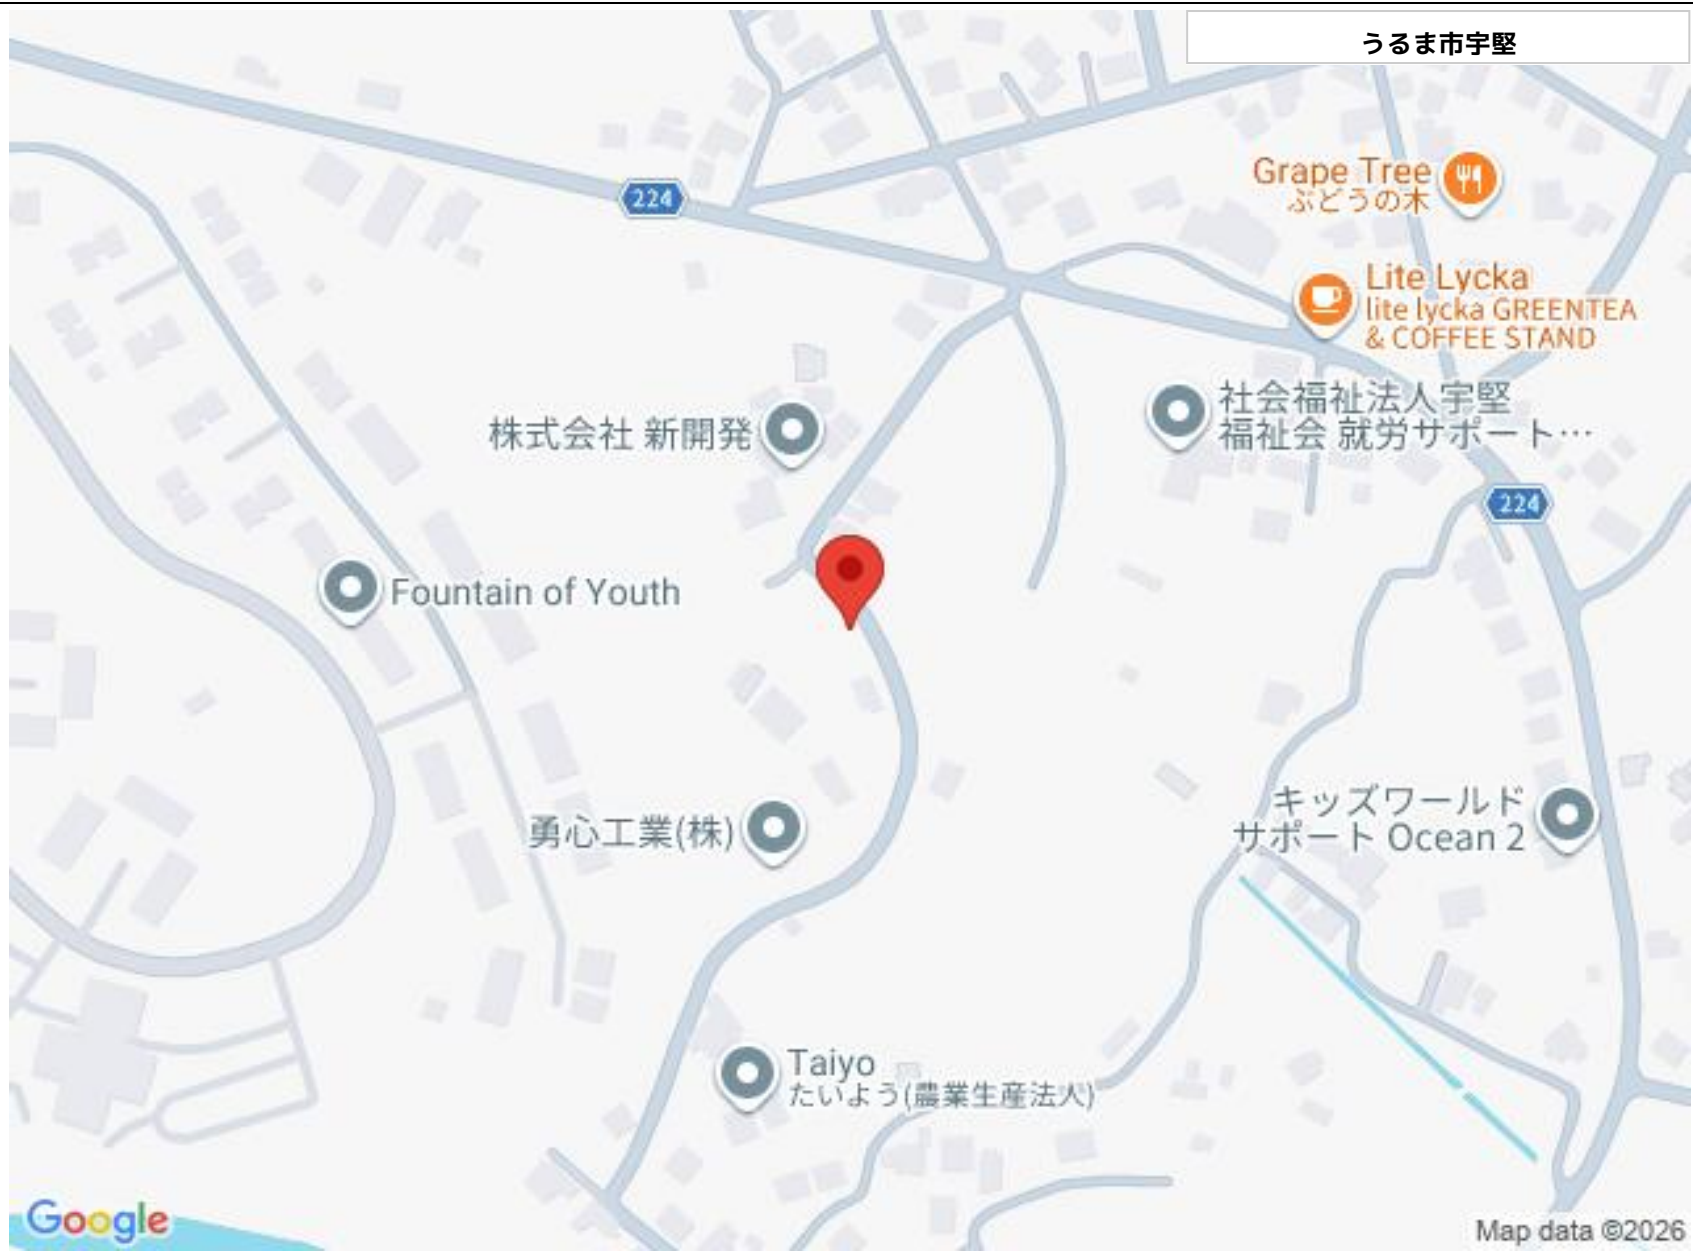 うるま市宇堅
224
Grape Tree
ぶどうの木
Lite Lycka
lite lycka GREENTEA
& COFFEE STAND
株式会社 新開発
社会福祉法人宇堅
福祉会 就労サポート…
224
Fountain of Youth
キッズワールド
サポート Ocean 2
勇心工業(株)
Taiyo
たいよう(農業生産法人)
Google
Map data ©2026